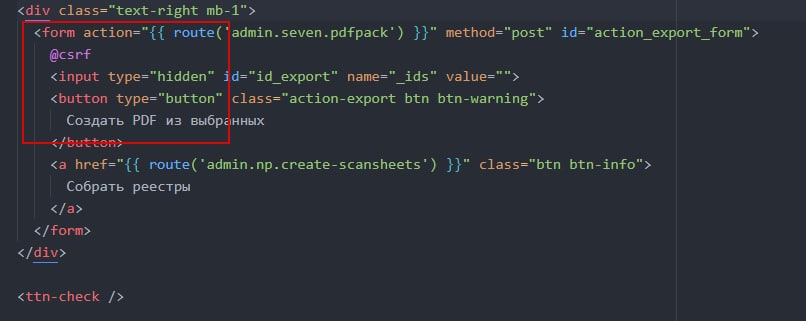 <div class="text-right mb-1">
<form action="{{ route('admin.seven.pdfpack') }}" method="post" id="action_export_form">
@csrf
<input type="hidden" id="id_export" name="_ids" value="">
<button type="button" class="action-export btn btn-warning">
Создать PDF из выбранных
</button>
<a href="{{ route('admin.np.create-scansheets') }}" class="btn btn-info">
Собрать реестры
</a>
</form>
</div>
<ttn-check />